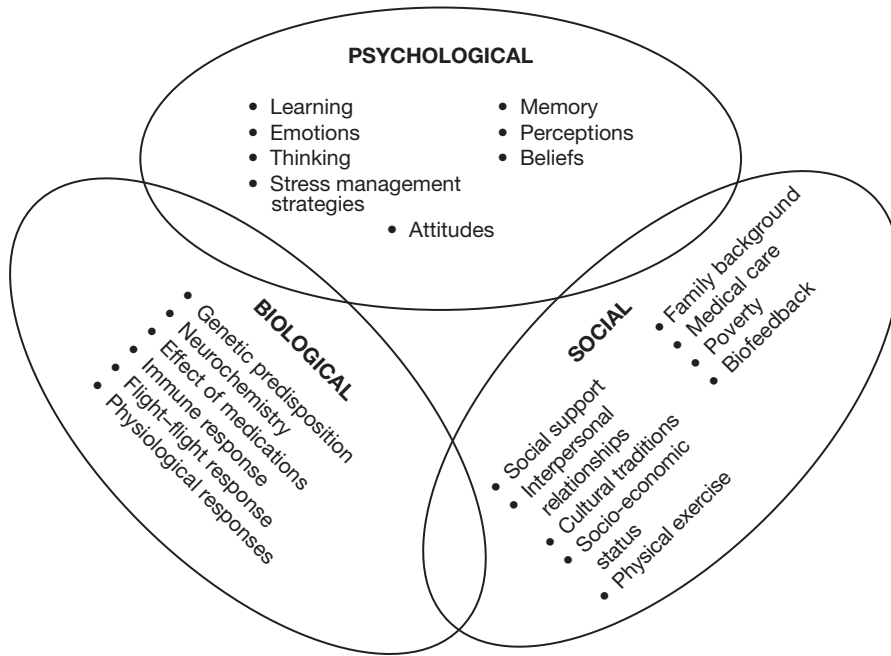 PSYCHOLOGICAL
• Learning
• Emotions
• Thinking
• Stress management
strategies
• Memory
• Perceptions
• Beliefs
• Attitudes
BIOLOGICAL
• Genetic predisposition
• Neurochemistry
• Effect of medications
• Immune response
• Flight–flight response
• Physiological responses
SOCIAL
• Family background
• Medical care
• Poverty
• Biofeedback
• Social support
• Interpersonal
relationships
• Cultural traditions
• Socio-economic
status
• Physical exercise